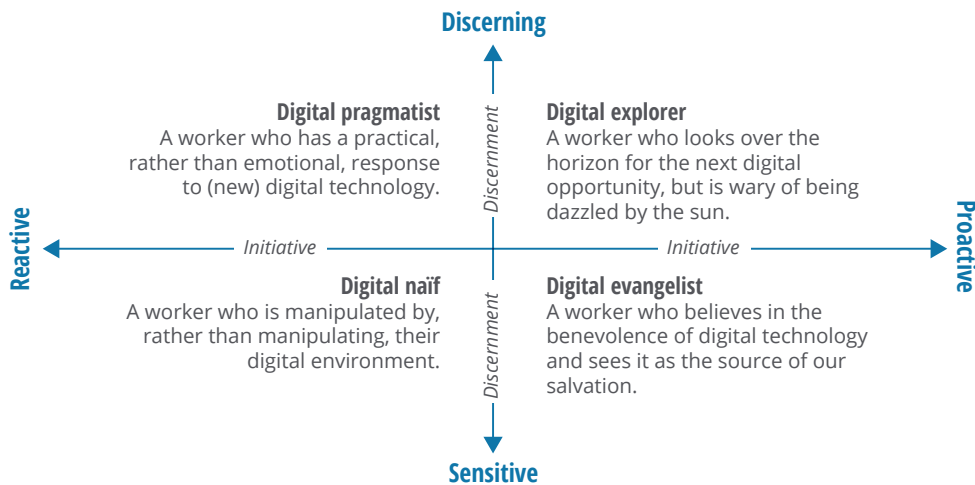 Discerning
Digital pragmatist
A worker who has a practical,
rather than emotional, response
to (new) digital technology.
Discernment
Digital explorer
A worker who looks over the
horizon for the next digital
opportunity, but is wary of being
dazzled by the sun.
Reactive
Initiative
Initiative
Proactive
Digital naïf
A worker who is manipulated by,
rather than manipulating, their
digital environment.
Discernment
Digital evangelist
A worker who believes in the
benevolence of digital technology
and sees it as the source of our
salvation.
Sensitive